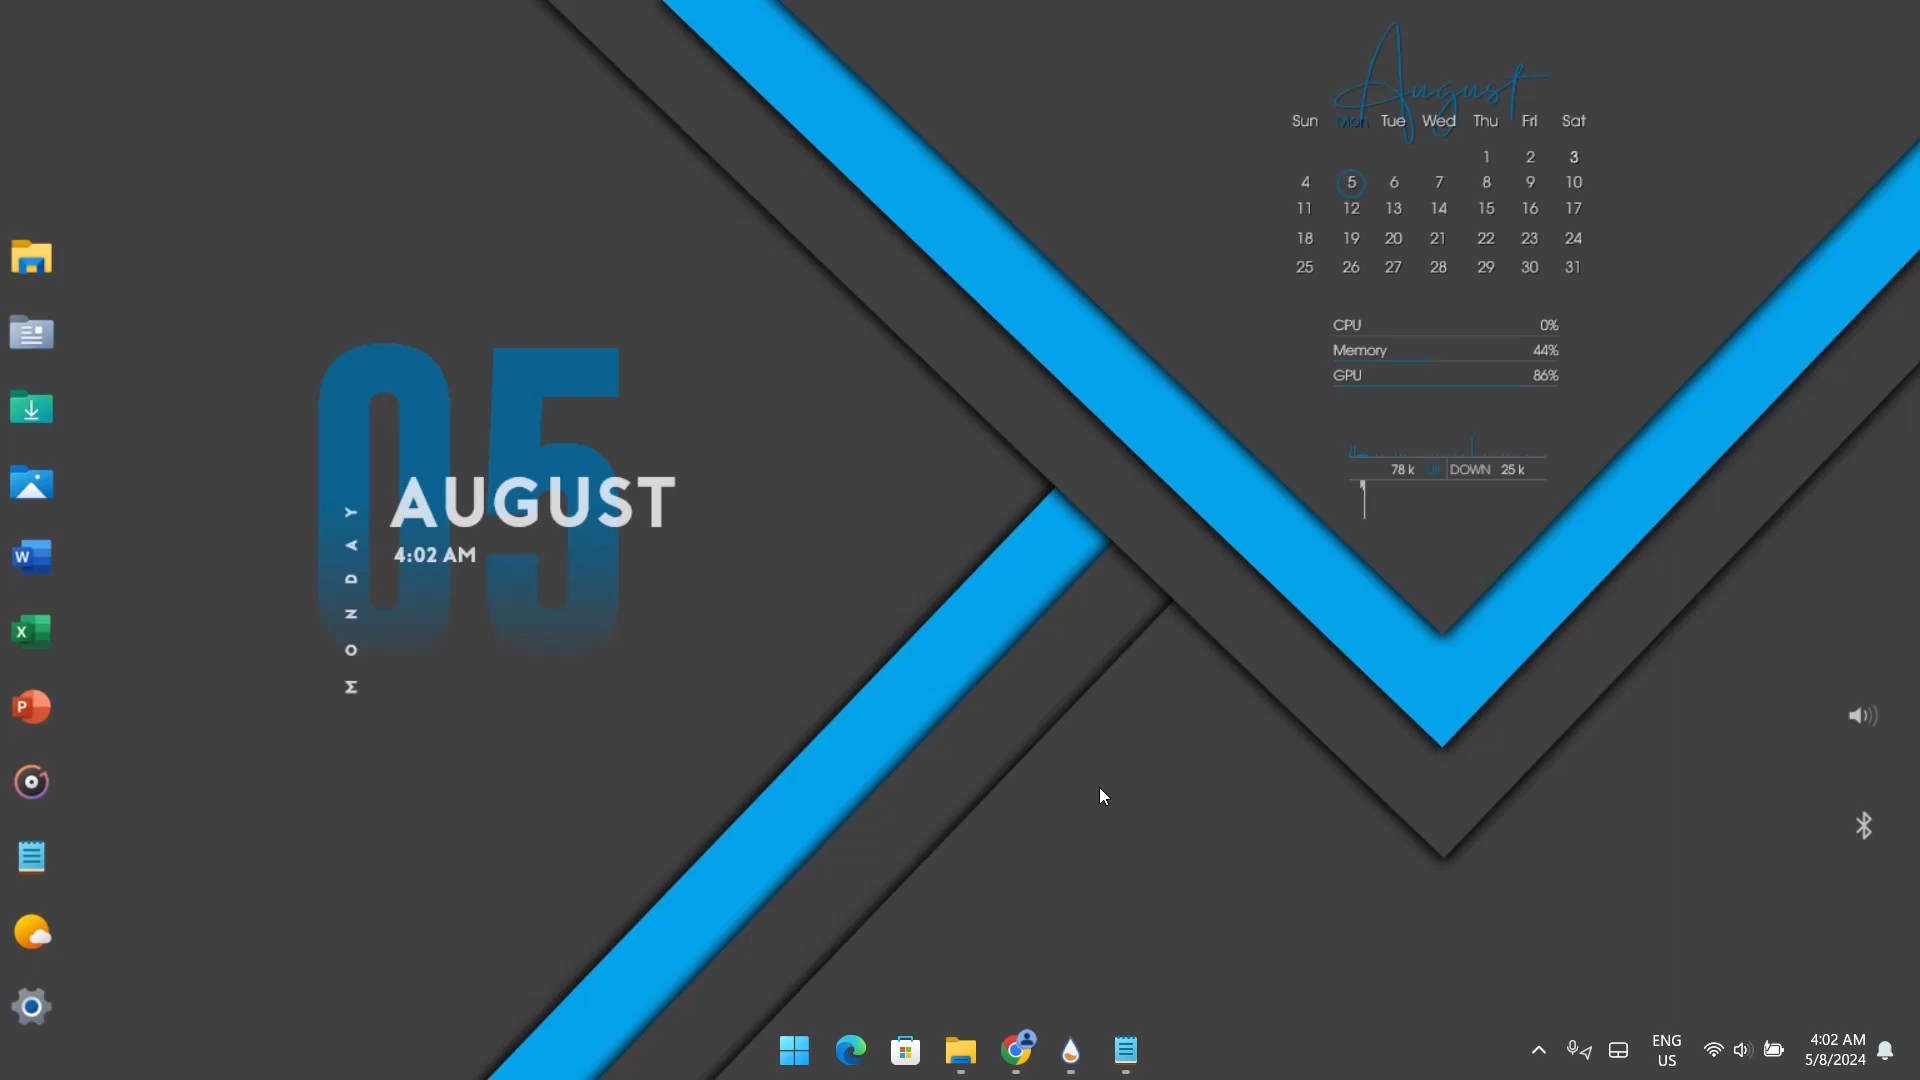 August
Sun Mon Tue Wed Thu Fri Sat
1 2 3
4 5 6 7 8 9 10
11 12 13 14 15 16 17
18 19 20 21 22 23 24
25 26 27 28 29 30 31
CPU 0%
Memory 44%
GPU 86%
78 k UP DOWN 25 k
05
AUGUST
4:02 AM
MONDAY
W
X
P
ENG
US
4:02 AM
5/8/2024